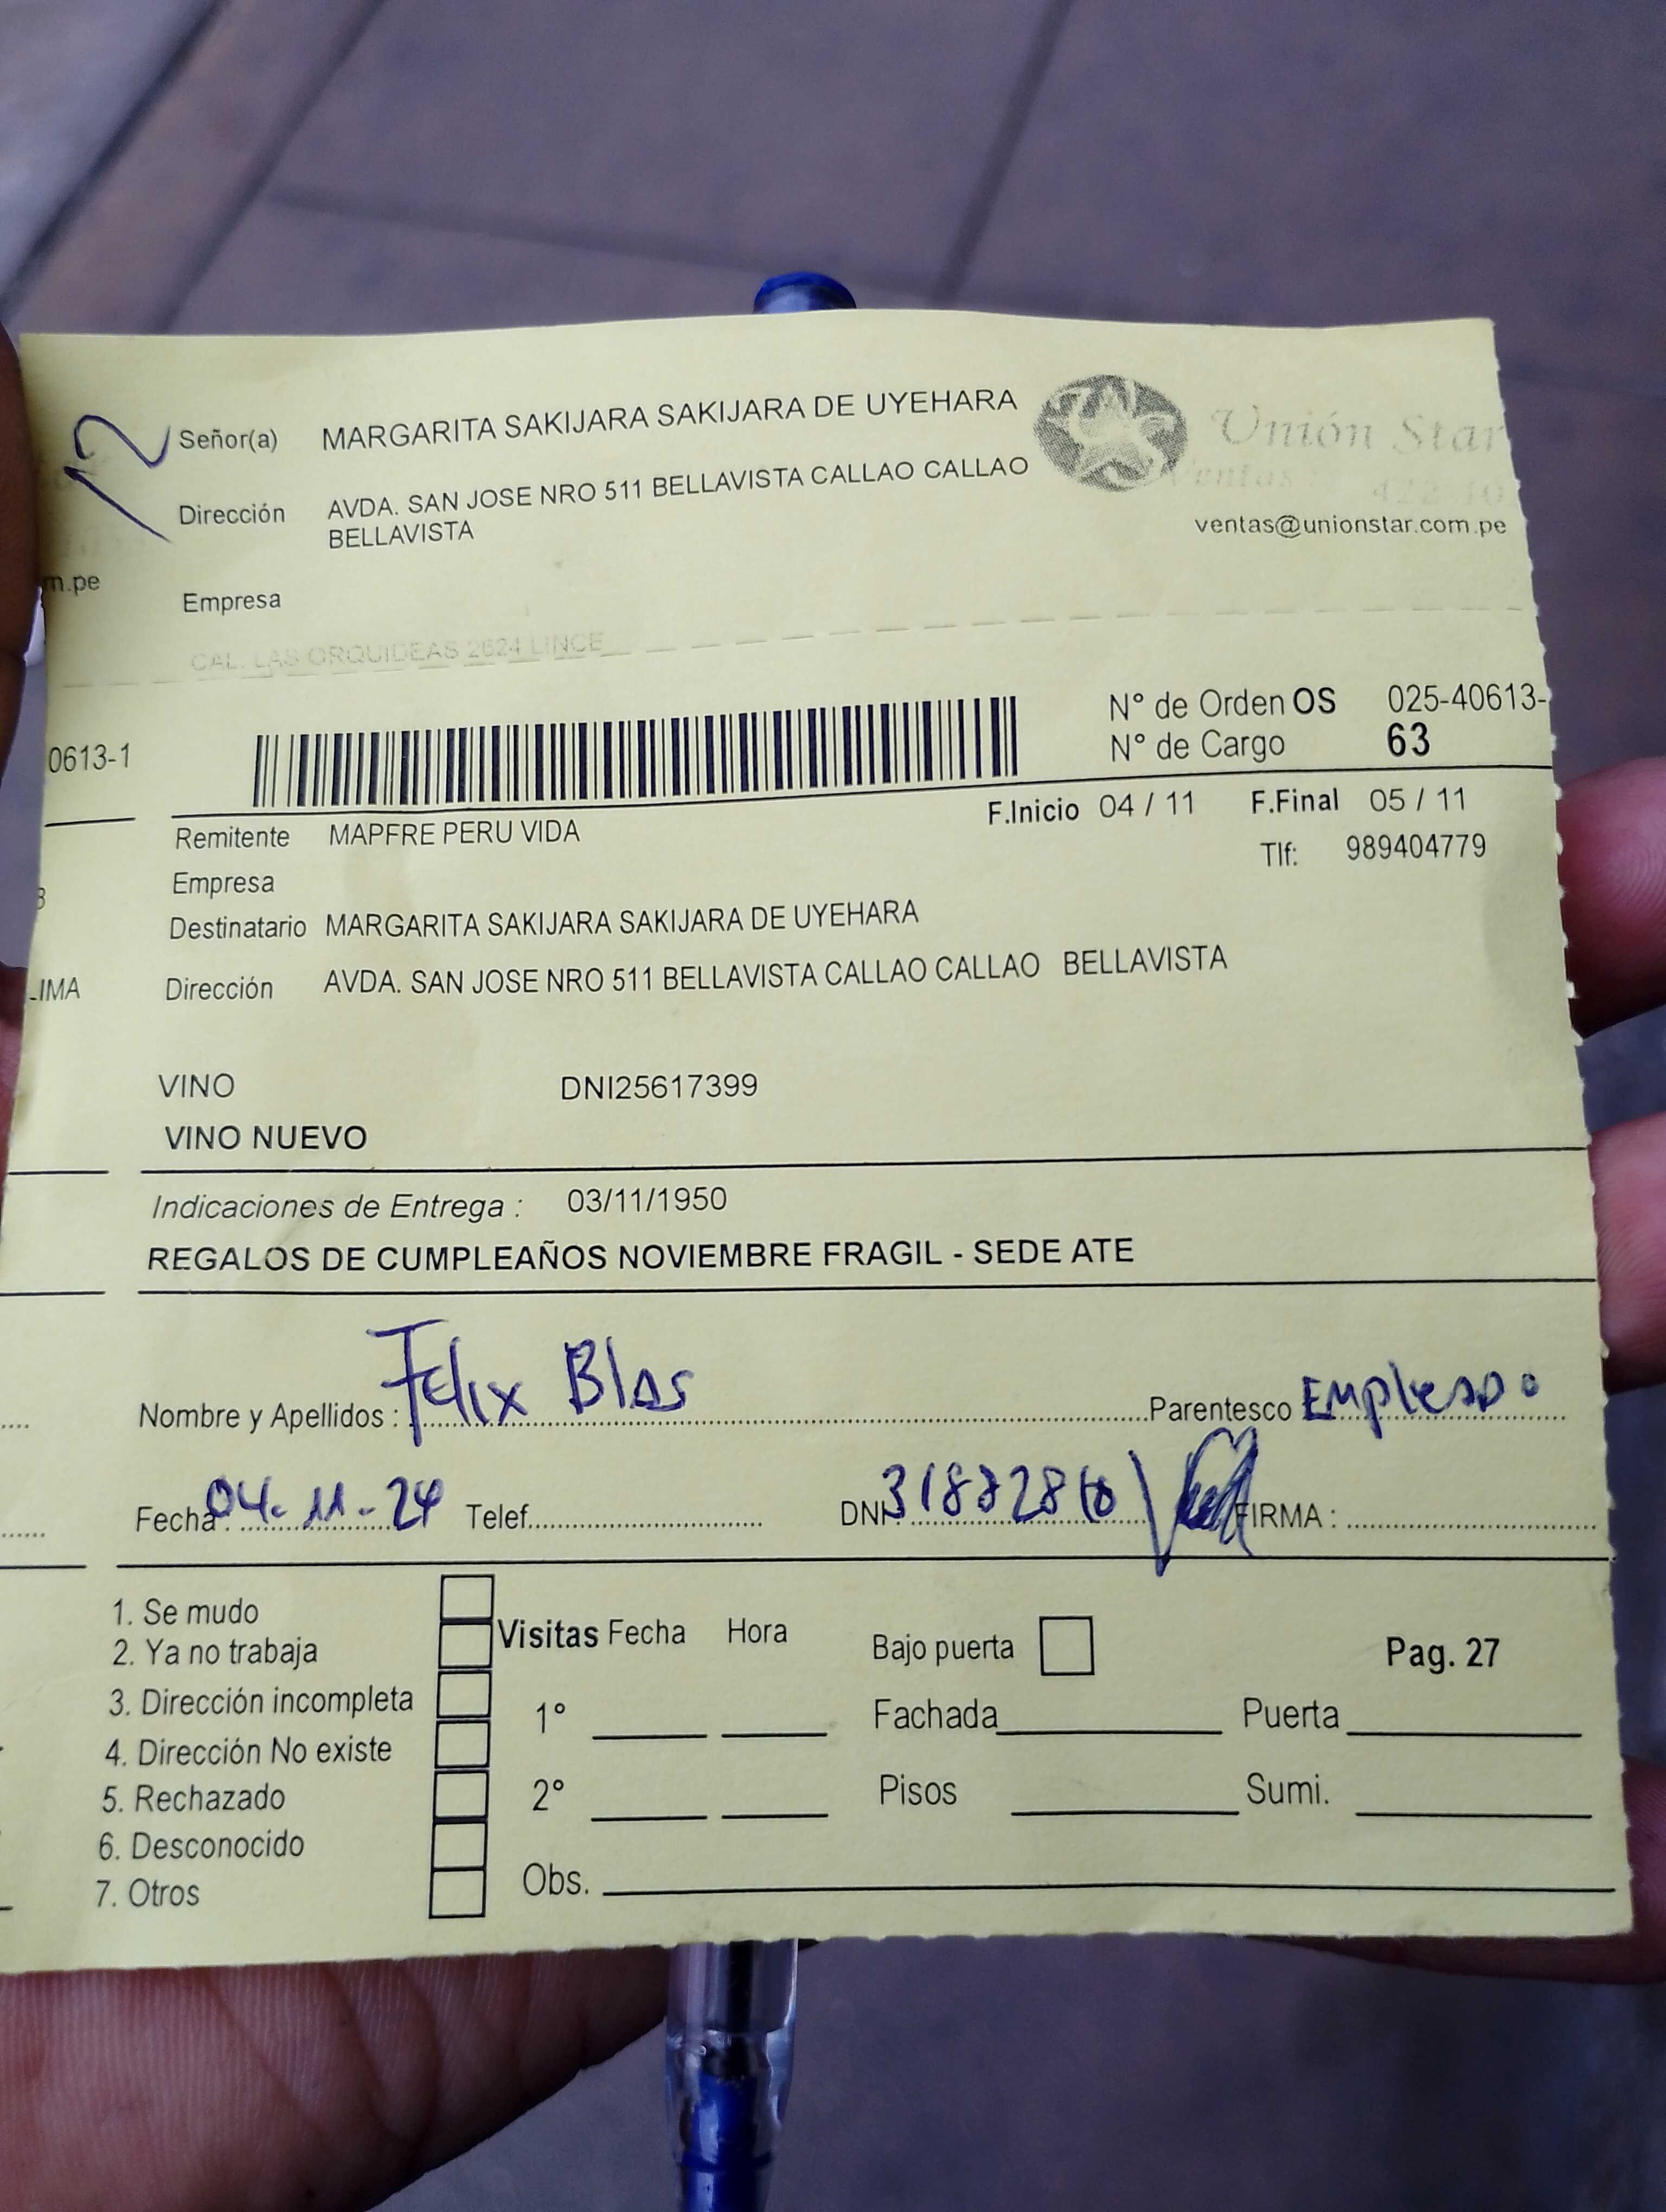 12
Señor(a) MARGARITA SAKIJARA SAKIJARA DE UYEHARA
Unión Star
Ventas
Dirección AVDA. SAN JOSE NRO 511 BELLAVISTA CALLAO CALLAO
BELLAVISTA
ventas@unionstar.com.pe
m.pe
Empresa
CAL. LAS ORQUIDEAS 2624 LINCE
0613-1
N° de Orden OS 025-40613-
N° de Cargo 63
F.Inicio 04 / 11 F.Final 05 / 11
Remitente MAPFRE PERU VIDA
Tlf: 989404779
Empresa
Destinatario MARGARITA SAKIJARA SAKIJARA DE UYEHARA
LIMA
Dirección AVDA. SAN JOSE NRO 511 BELLAVISTA CALLAO CALLAO BELLAVISTA
VINO DNI25617399
VINO NUEVO
Indicaciones de Entrega : 03/11/1950
REGALOS DE CUMPLEAÑOS NOVIEMBRE FRAGIL - SEDE ATE
Nombre y Apellidos : Felix Blas Parentesco Empleado
Fecha : 04-11-24 Telef. DNI: FIRMA :
1. Se mudo
2. Ya no trabaja
3. Dirección incompleta
4. Dirección No existe
5. Rechazado
6. Desconocido
7. Otros
Visitas Fecha Hora
1°
2°
Obs.
Bajo puerta Pag. 27
Fachada Puerta
Pisos Sumi.